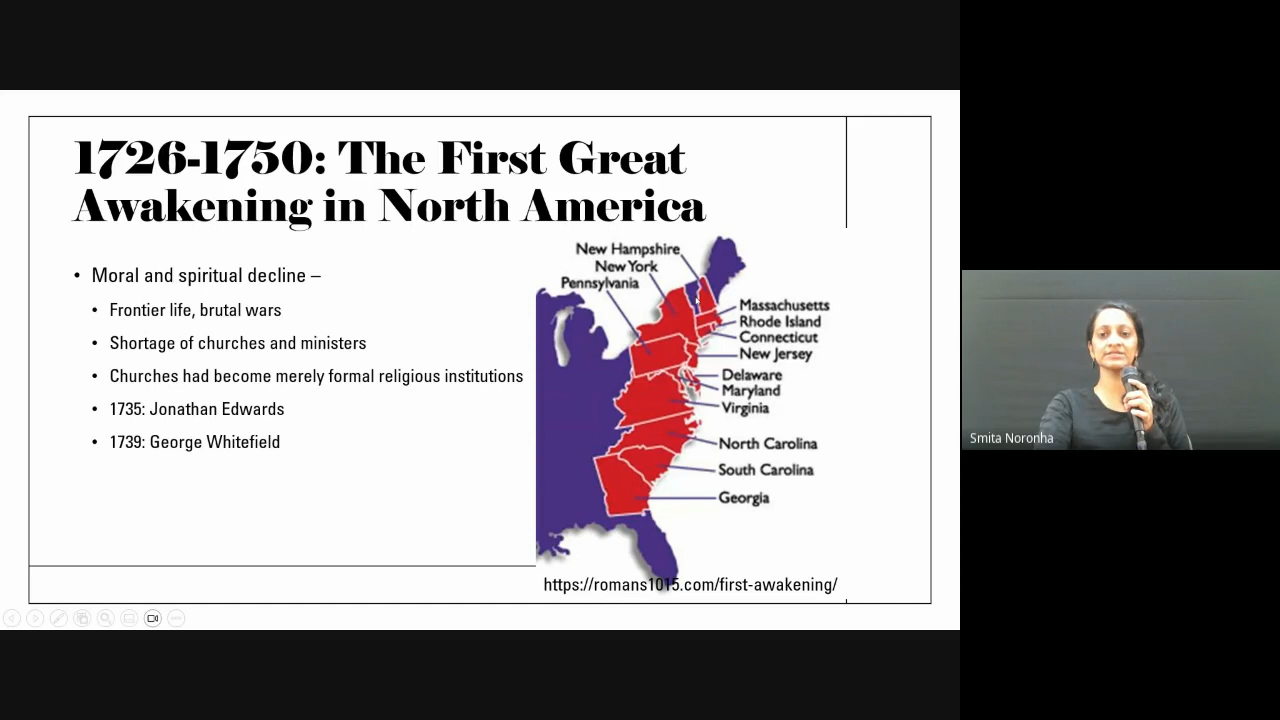 1726-1750: The First Great
Awakening in North America
• Moral and spiritual decline –
• Frontier life, brutal wars
• Shortage of churches and ministers
• Churches had become merely formal religious institutions
• 1735: Jonathan Edwards
• 1739: George Whitefield
New Hampshire
New York
Pennsylvania
Massachusetts
Rhode Island
Connecticut
New Jersey
Delaware
Maryland
Virginia
North Carolina
South Carolina
Georgia
https://romans1015.com/first-awakening/
Smita Noronha